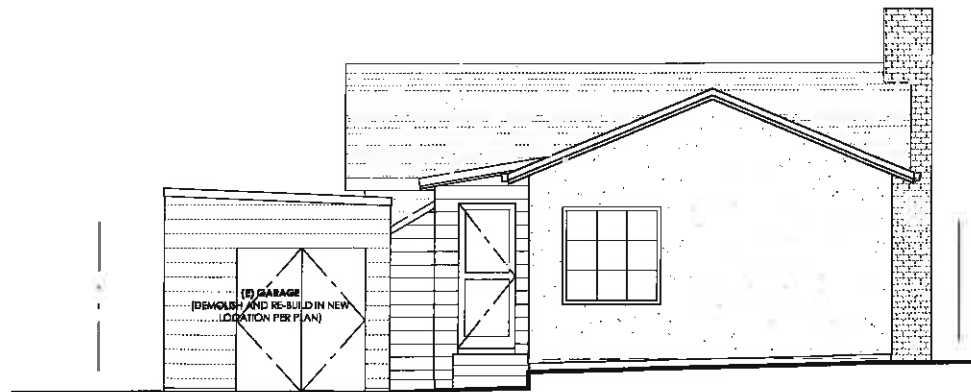 (E) GARAGE
(DEMOLISH AND RE-BUILD IN NEW
LOCATION PER PLAN)